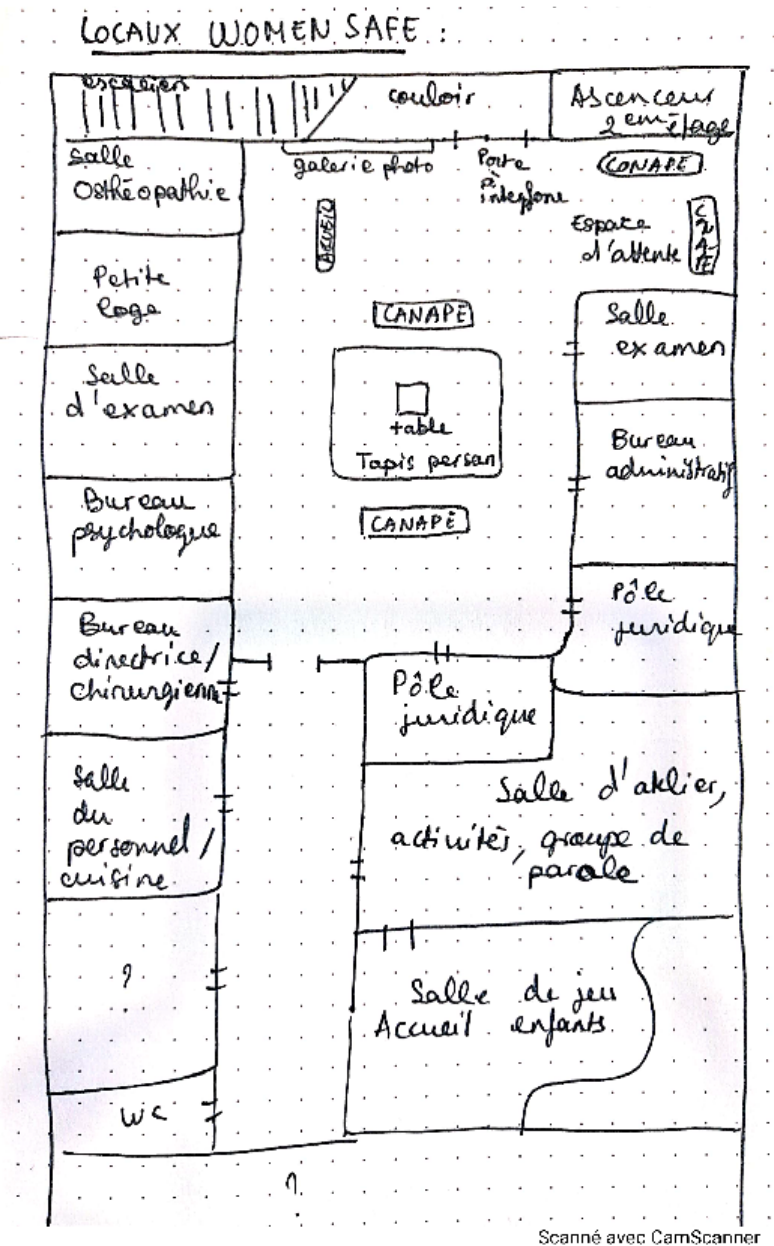 LOCAUX WOMEN SAFE :
escaliers
couloir
Ascenceur
2em étage
Salle
Osthéopathie
galerie photo
Porte
à
intephone
CANAPE
ACCUEIL
Espace
d'attente
CANAPE
Petite
loge
CANAPE
Salle
examen
Salle
d'examen
table
Tapis persan
Bureau
administratif
Bureau
psychologue
CANAPÉ
Pôle
juridique
Bureau
directrice/
chirurgienne
Pôle
juridique
Salle
du
personnel/
cuisine
Salle d'atelier,
activités, groupe de
parole
?
Salle de jeu
Accueil enfants
WC
?
Scanné avec CamScanner